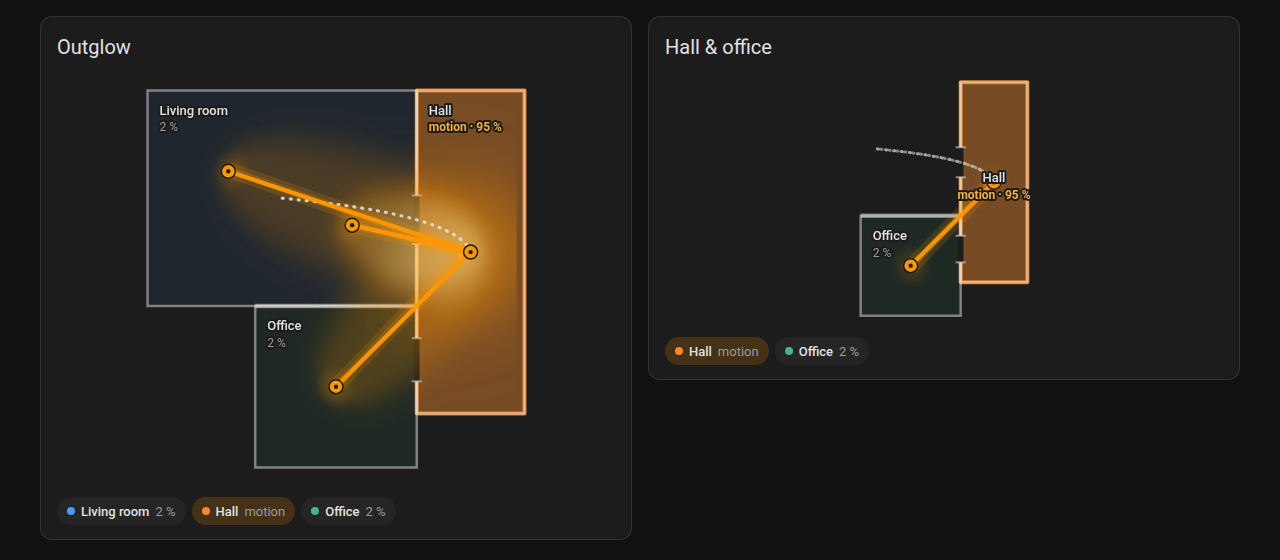 Outglow
Living room
2 %
Hall
motion · 95 %
Office
2 %
Living room 2 %
Hall motion
Office 2 %
Hall & office
Hall
motion · 95 %
Office
2 %
Hall motion
Office 2 %